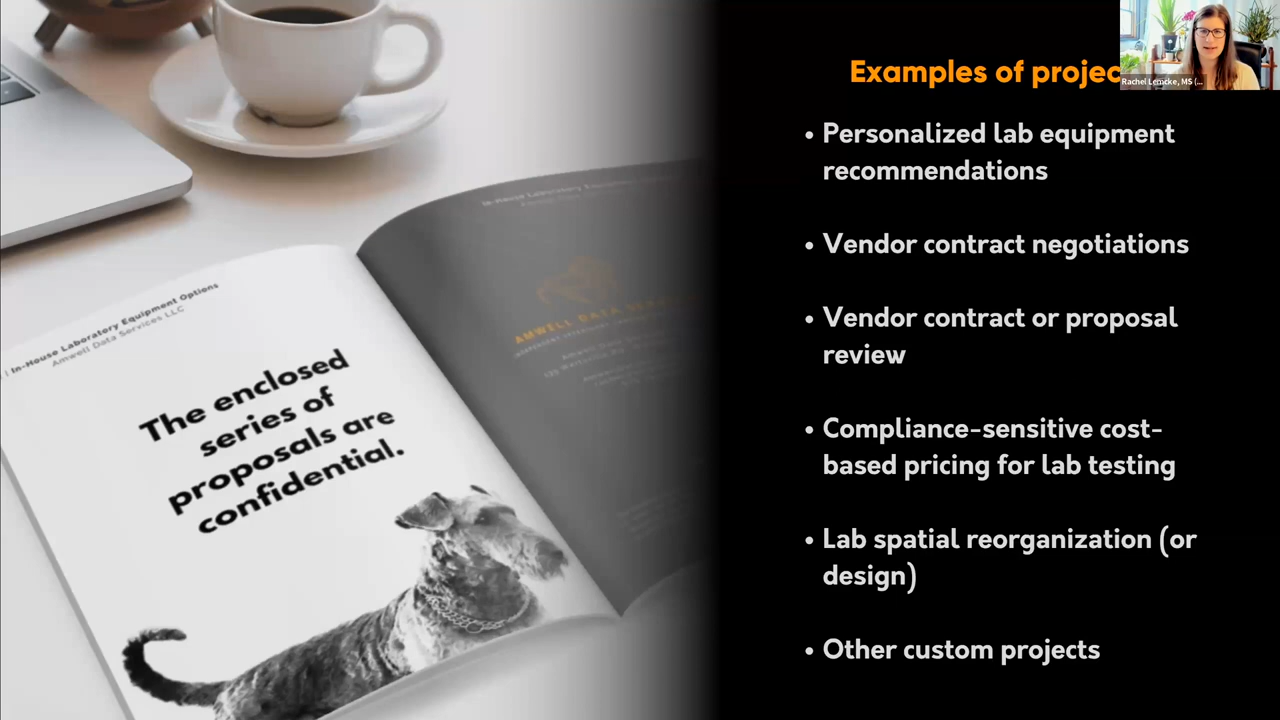 Examples of projec
Rachel Lemcke, MS (...
• Personalized lab equipment
recommendations
• Vendor contract negotiations
• Vendor contract or proposal
review
• Compliance-sensitive cost-
based pricing for lab testing
• Lab spatial reorganization (or
design)
• Other custom projects
| In-House Laboratory Equipment Options
Amwell Data Services LLC
The enclosed
series of
proposals are
confidential.
AMWELL DATA